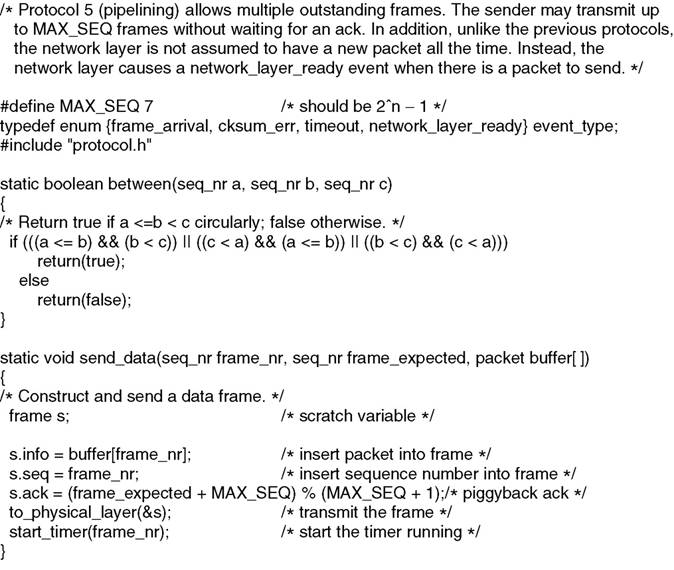 /* Protocol 5 (pipelining) allows multiple outstanding frames. The sender may transmit up
to MAX_SEQ frames without waiting for an ack. In addition, unlike the previous protocols,
the network layer is not assumed to have a new packet all the time. Instead, the
network layer causes a network_layer_ready event when there is a packet to send. */

#define MAX_SEQ 7 /* should be 2^n – 1 */
typedef enum {frame_arrival, cksum_err, timeout, network_layer_ready} event_type;
#include "protocol.h"

static boolean between(seq_nr a, seq_nr b, seq_nr c)
{
/* Return true if a <=b < c circularly; false otherwise. */
if (((a <= b) && (b < c)) || ((c < a) && (a <= b)) || ((b < c) && (c < a)))
return(true);
else
return(false);
}

static void send_data(seq_nr frame_nr, seq_nr frame_expected, packet buffer[ ])
{
/* Construct and send a data frame. */
frame s; /* scratch variable */

s.info = buffer[frame_nr]; /* insert packet into frame */
s.seq = frame_nr; /* insert sequence number into frame */
s.ack = (frame_expected + MAX_SEQ) % (MAX_SEQ + 1);/* piggyback ack */
to_physical_layer(&s); /* transmit the frame */
start_timer(frame_nr); /* start the timer running */
}